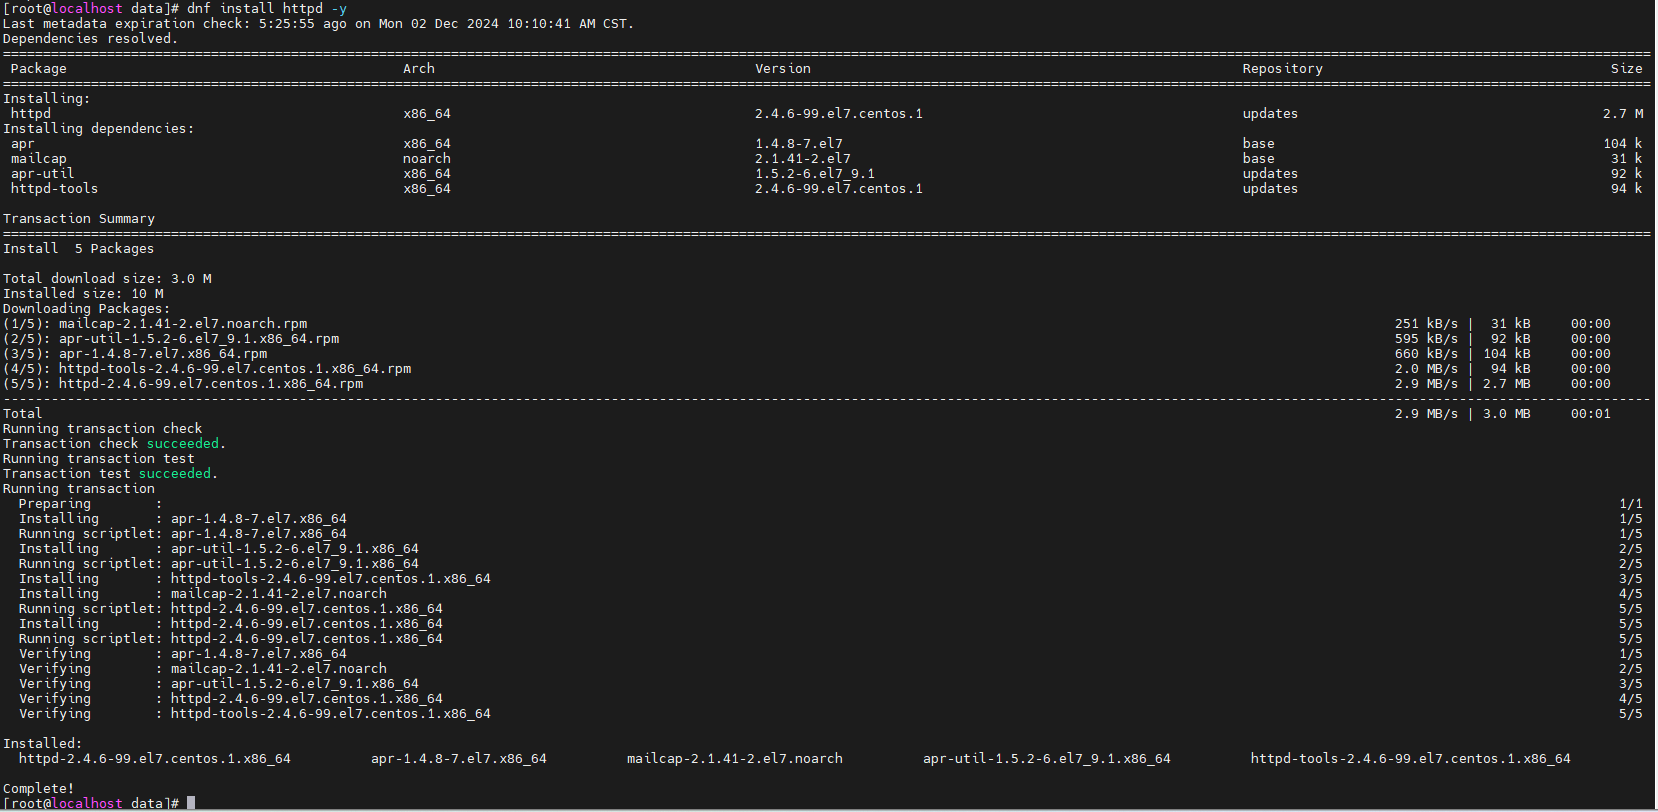 [root@localhost data]# dnf install httpd -y
Last metadata expiration check: 5:25:55 ago on Mon 02 Dec 2024 10:10:41 AM CST.
Dependencies resolved.
Package Arch Version Repository Size
Installing:
httpd x86_64 2.4.6-99.el7.centos.1 updates 2.7 M
Installing dependencies:
apr x86_64 1.4.8-7.el7 base 104 k
mailcap noarch 2.1.41-2.el7 base 31 k
apr-util x86_64 1.5.2-6.el7_9.1 updates 92 k
httpd-tools x86_64 2.4.6-99.el7.centos.1 updates 94 k
Transaction Summary
Install 5 Packages
Total download size: 3.0 M
Installed size: 10 M
Downloading Packages:
(1/5): mailcap-2.1.41-2.el7.noarch.rpm 251 kB/s | 31 kB 00:00
(2/5): apr-util-1.5.2-6.el7_9.1.x86_64.rpm 595 kB/s | 92 kB 00:00
(3/5): apr-1.4.8-7.el7.x86_64.rpm 660 kB/s | 104 kB 00:00
(4/5): httpd-tools-2.4.6-99.el7.centos.1.x86_64.rpm 2.0 MB/s | 94 kB 00:00
(5/5): httpd-2.4.6-99.el7.centos.1.x86_64.rpm 2.9 MB/s | 2.7 MB 00:00
Total 2.9 MB/s | 3.0 MB 00:01
Running transaction check
Transaction check succeeded.
Running transaction test
Transaction test succeeded.
Running transaction
Preparing : 1/1
Installing : apr-1.4.8-7.el7.x86_64 1/5
Running scriptlet: apr-1.4.8-7.el7.x86_64 1/5
Installing : apr-util-1.5.2-6.el7_9.1.x86_64 2/5
Running scriptlet: apr-util-1.5.2-6.el7_9.1.x86_64 2/5
Installing : httpd-tools-2.4.6-99.el7.centos.1.x86_64 3/5
Installing : mailcap-2.1.41-2.el7.noarch 4/5
Running scriptlet: httpd-2.4.6-99.el7.centos.1.x86_64 5/5
Installing : httpd-2.4.6-99.el7.centos.1.x86_64 5/5
Running scriptlet: httpd-2.4.6-99.el7.centos.1.x86_64 5/5
Verifying : apr-1.4.8-7.el7.x86_64 1/5
Verifying : mailcap-2.1.41-2.el7.noarch 2/5
Verifying : apr-util-1.5.2-6.el7_9.1.x86_64 3/5
Verifying : httpd-2.4.6-99.el7.centos.1.x86_64 4/5
Verifying : httpd-tools-2.4.6-99.el7.centos.1.x86_64 5/5
Installed:
httpd-2.4.6-99.el7.centos.1.x86_64 apr-1.4.8-7.el7.x86_64 mailcap-2.1.41-2.el7.noarch apr-util-1.5.2-6.el7_9.1.x86_64 httpd-tools-2.4.6-99.el7.centos.1.x86_64
Complete!
[root@localhost data]#